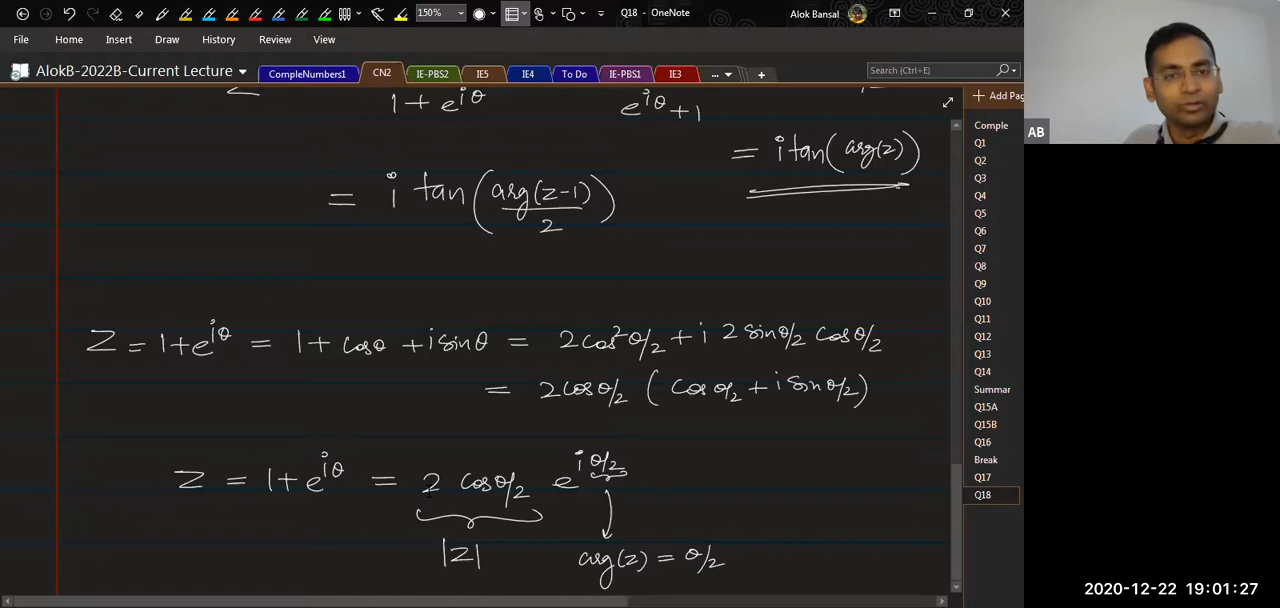 Q18 - OneNote
Alok Bansal
150%
File Home Insert Draw History Review View
AlokB-2022B-Current Lecture
CompleNumbers1 CN2 IE-PBS2 IE5 IE4 To Do IE-PBS1 IE3 ... +
Search (Ctrl+E)
+ Add Pag
Comple
Q1
Q2
Q3
Q4
Q5
Q6
Q7
Q8
Q9
Q10
Q11
Q12
Q13
Q14
Summar
Q15A
Q15B
Q16
Break
Q17
Q18
AB
1 + e^{iθ}
e^{iθ} + 1
= i tan(arg(z))
= i tan(arg(z-1)/2)
Z = 1 + e^{iθ} = 1 + cosθ + i sinθ = 2cos²θ/2 + i 2 sinθ/2 cosθ/2
= 2cosθ/2 (cosθ/2 + i sinθ/2)
Z = 1 + e^{iθ} = 2 cosθ/2 e^{iθ/2}
|Z|
arg(z) = θ/2
2020-12-22 19:01:27